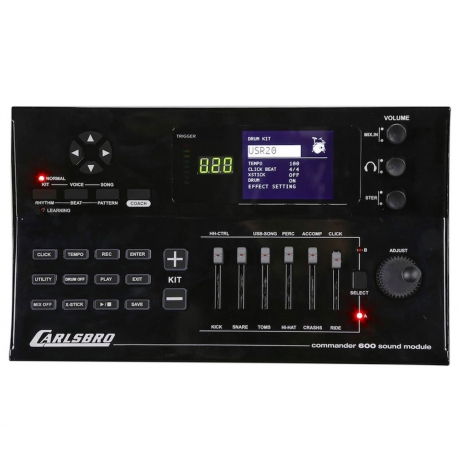 VOLUME
TRIGGER
MIX.IN
DRUM KIT
USR20
020
TEMPO 100
CLICK BEAT 4/4
XSTICK OFF
DRUM ON
EFFECT SETTING
NORMAL
KIT VOICE SONG
STER
RHYTHM BEAT PATTERN COACH
LEARNING
HH-CTRL USB-SONG PERC ACCOMP CLICK
B
ADJUST
CLICK TEMPO REC ENTER
+
KIT
UTILITY DRUM OFF PLAY EXIT
SELECT
−
MIX OFF X-STICK ▶/■ SAVE
A
KICK SNARE TOMS HI-HAT CRASHS RIDE
CARLSBRO
commander 600 sound module